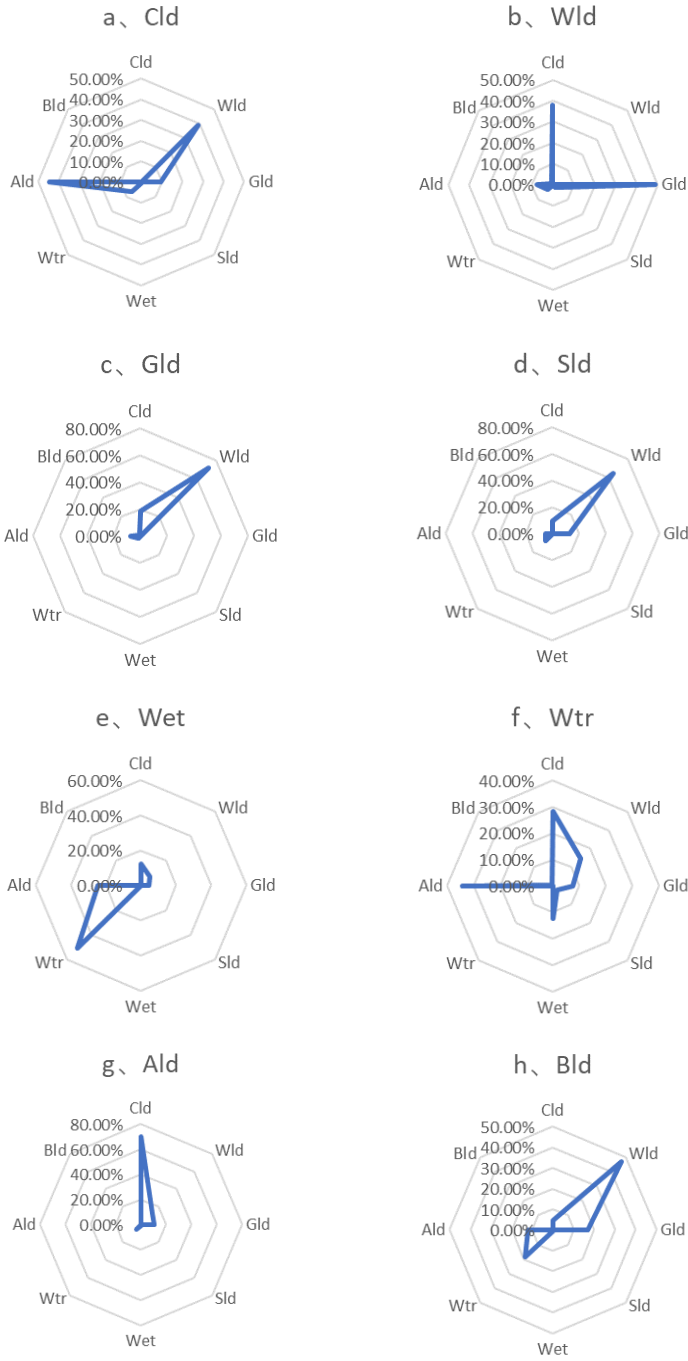 a、Cld
Cld
50.00%
40.00%
30.00%
20.00%
10.00%
0.00%
Wld
Gld
Sld
Wet
Wtr
Ald
Bld
b、Wld
Cld
50.00%
40.00%
30.00%
20.00%
10.00%
0.00%
Wld
Gld
Sld
Wet
Wtr
Ald
Bld
c、Gld
Cld
80.00%
60.00%
40.00%
20.00%
0.00%
Wld
Gld
Sld
Wet
Wtr
Ald
Bld
d、Sld
Cld
80.00%
60.00%
40.00%
20.00%
0.00%
Wld
Gld
Sld
Wet
Wtr
Ald
Bld
e、Wet
Cld
60.00%
40.00%
20.00%
0.00%
Wld
Gld
Sld
Wet
Wtr
Ald
Bld
f、Wtr
Cld
40.00%
30.00%
20.00%
10.00%
0.00%
Wld
Gld
Sld
Wet
Wtr
Ald
Bld
g、Ald
Cld
80.00%
60.00%
40.00%
20.00%
0.00%
Wld
Gld
Sld
Wet
Wtr
Ald
Bld
h、Bld
Cld
50.00%
40.00%
30.00%
20.00%
10.00%
0.00%
Wld
Gld
Sld
Wet
Wtr
Ald
Bld